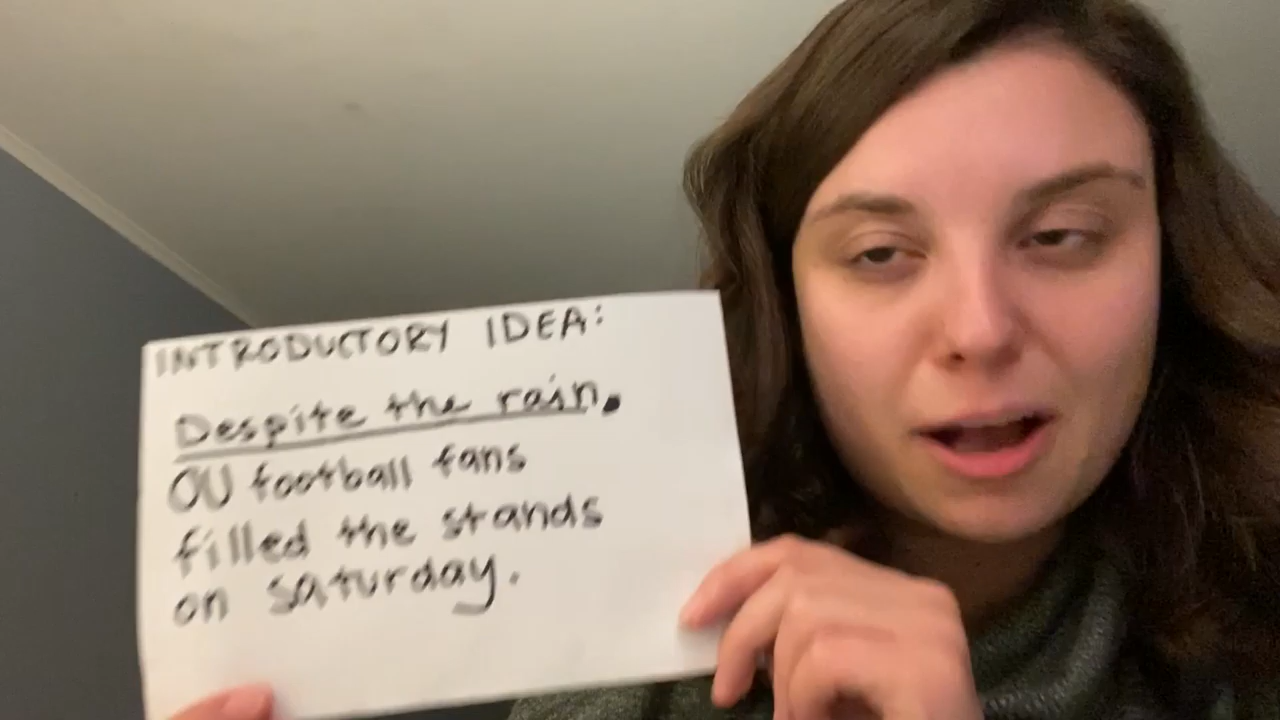 INTRODUCTORY IDEA:
Despite the rain,
OU football fans
filled the stands
on saturday.